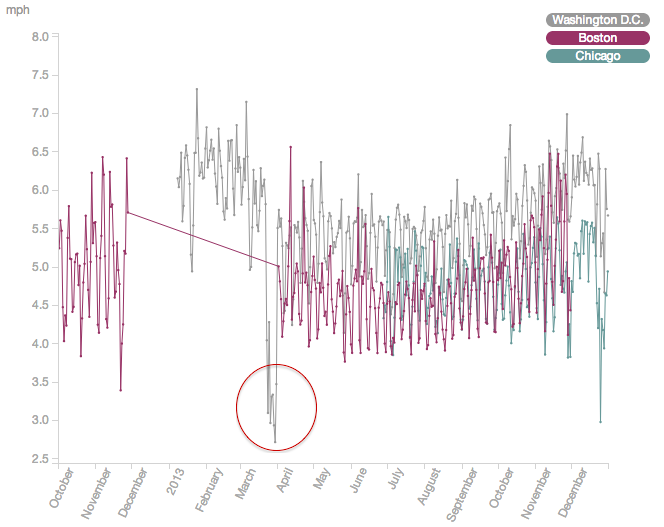 mph
Washington D.C.
Boston
Chicago
8.0
7.5
7.0
6.5
6.0
5.5
5.0
4.5
4.0
3.5
3.0
2.5
October
November
December
2013
February
March
April
May
June
July
August
September
October
November
December